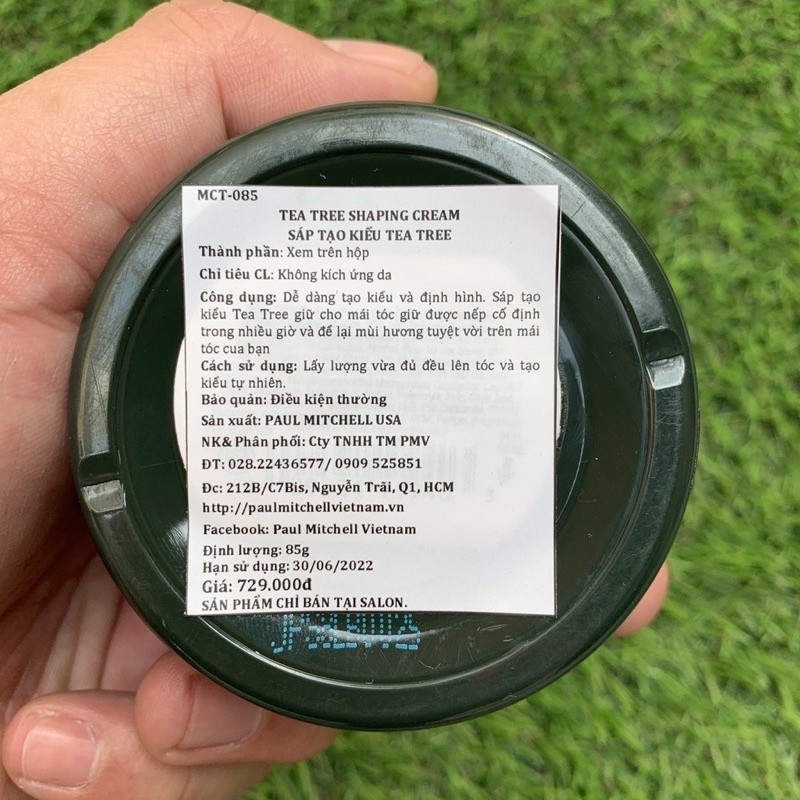 MCT-085
TEA TREE SHAPING CREAM
SÁP TẠO KIỂU TEA TREE
Thành phần: Xem trên hộp
Chỉ tiêu CL: Không kích ứng da
Công dụng: Dễ dàng tạo kiểu và định hình. Sáp tạo
kiểu Tea Tree giữ cho mái tóc giữ được nếp cố định
trong nhiều giờ và để lại mùi hương tuyệt vời trên mái
tóc cua bạn
Cách sử dụng: Lấy lượng vừa đủ đều lên tóc và tạo
kiểu tự nhiên.
Bảo quản: Điều kiện thường
Sản xuất: PAUL MITCHELL USA
NK& Phân phối: Cty TNHH TM PMV
ĐT: 028.22436577/ 0909 525851
Đc: 212B/C7Bis, Nguyễn Trãi, Q1, HCM
http://paulmitchellvietnam.vn
Facebook: Paul Mitchell Vietnam
Định lượng: 85g
Hạn sử dụng: 30/06/2022
Giá: 729.000đ
SẢN PHẨM CHỈ BÁN TẠI SALON.